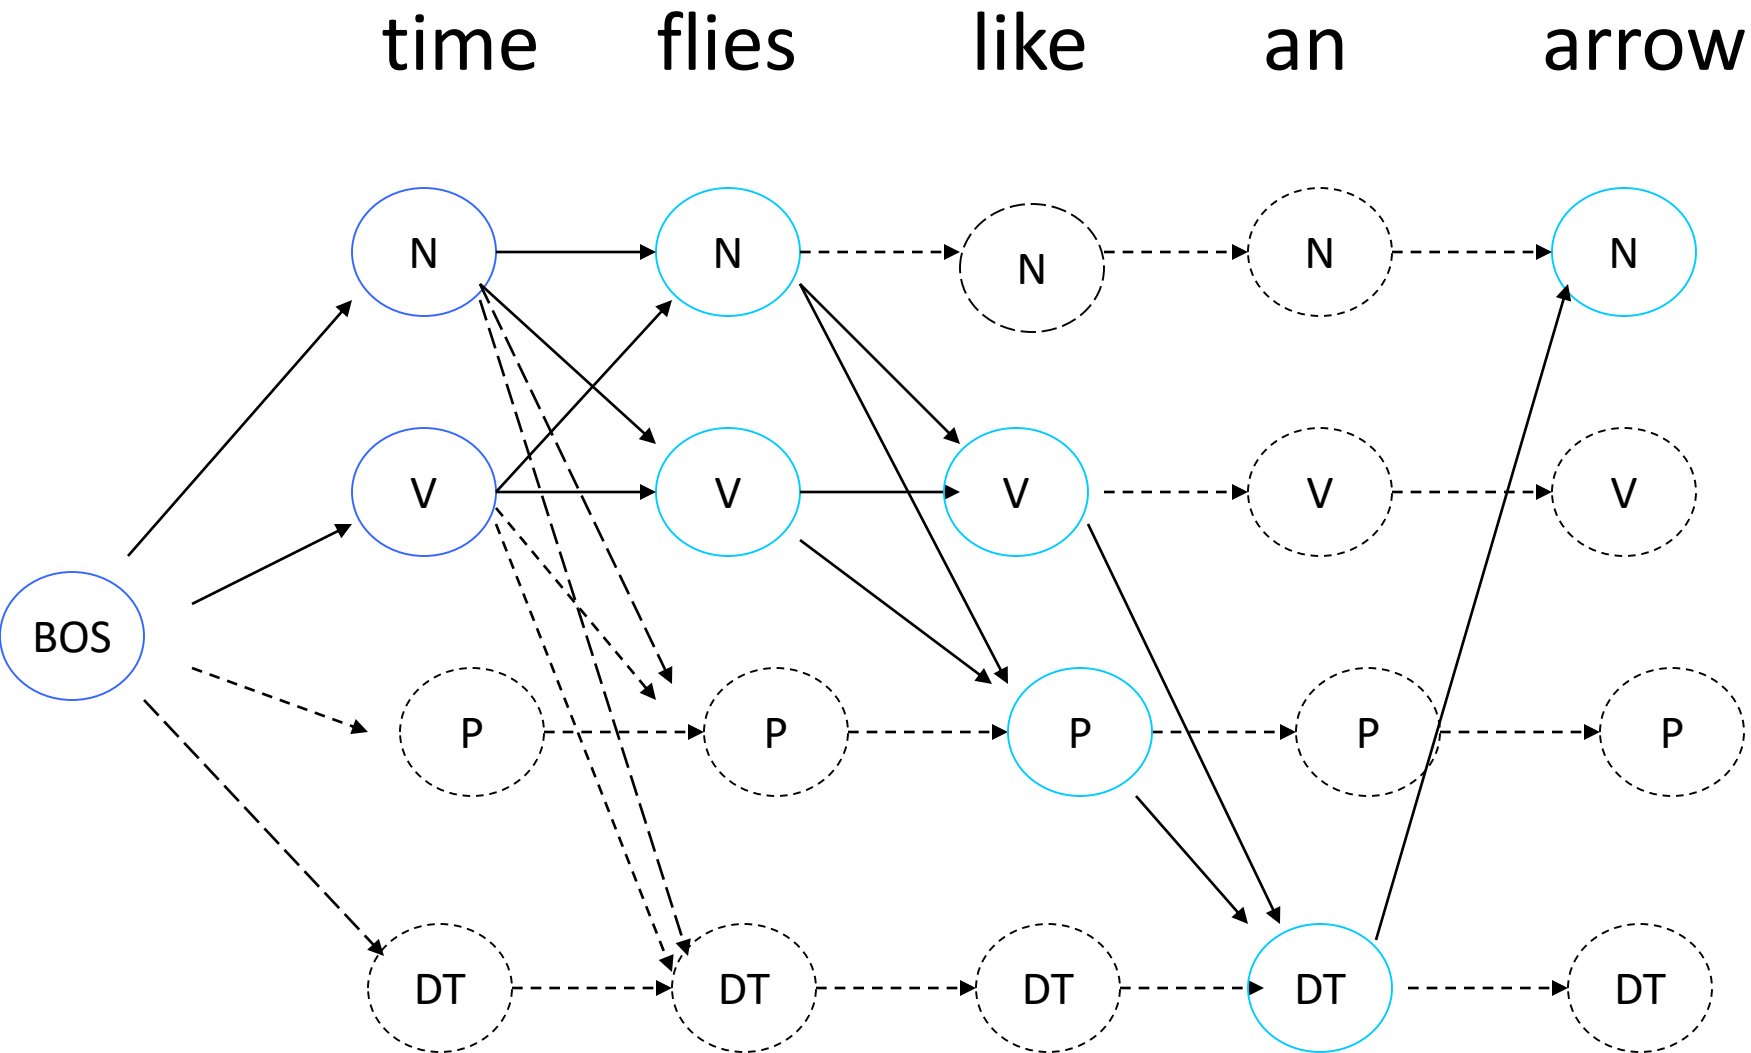 time flies like an arrow
N N N N N
V V V V V
BOS
P P P P P
DT DT DT DT DT